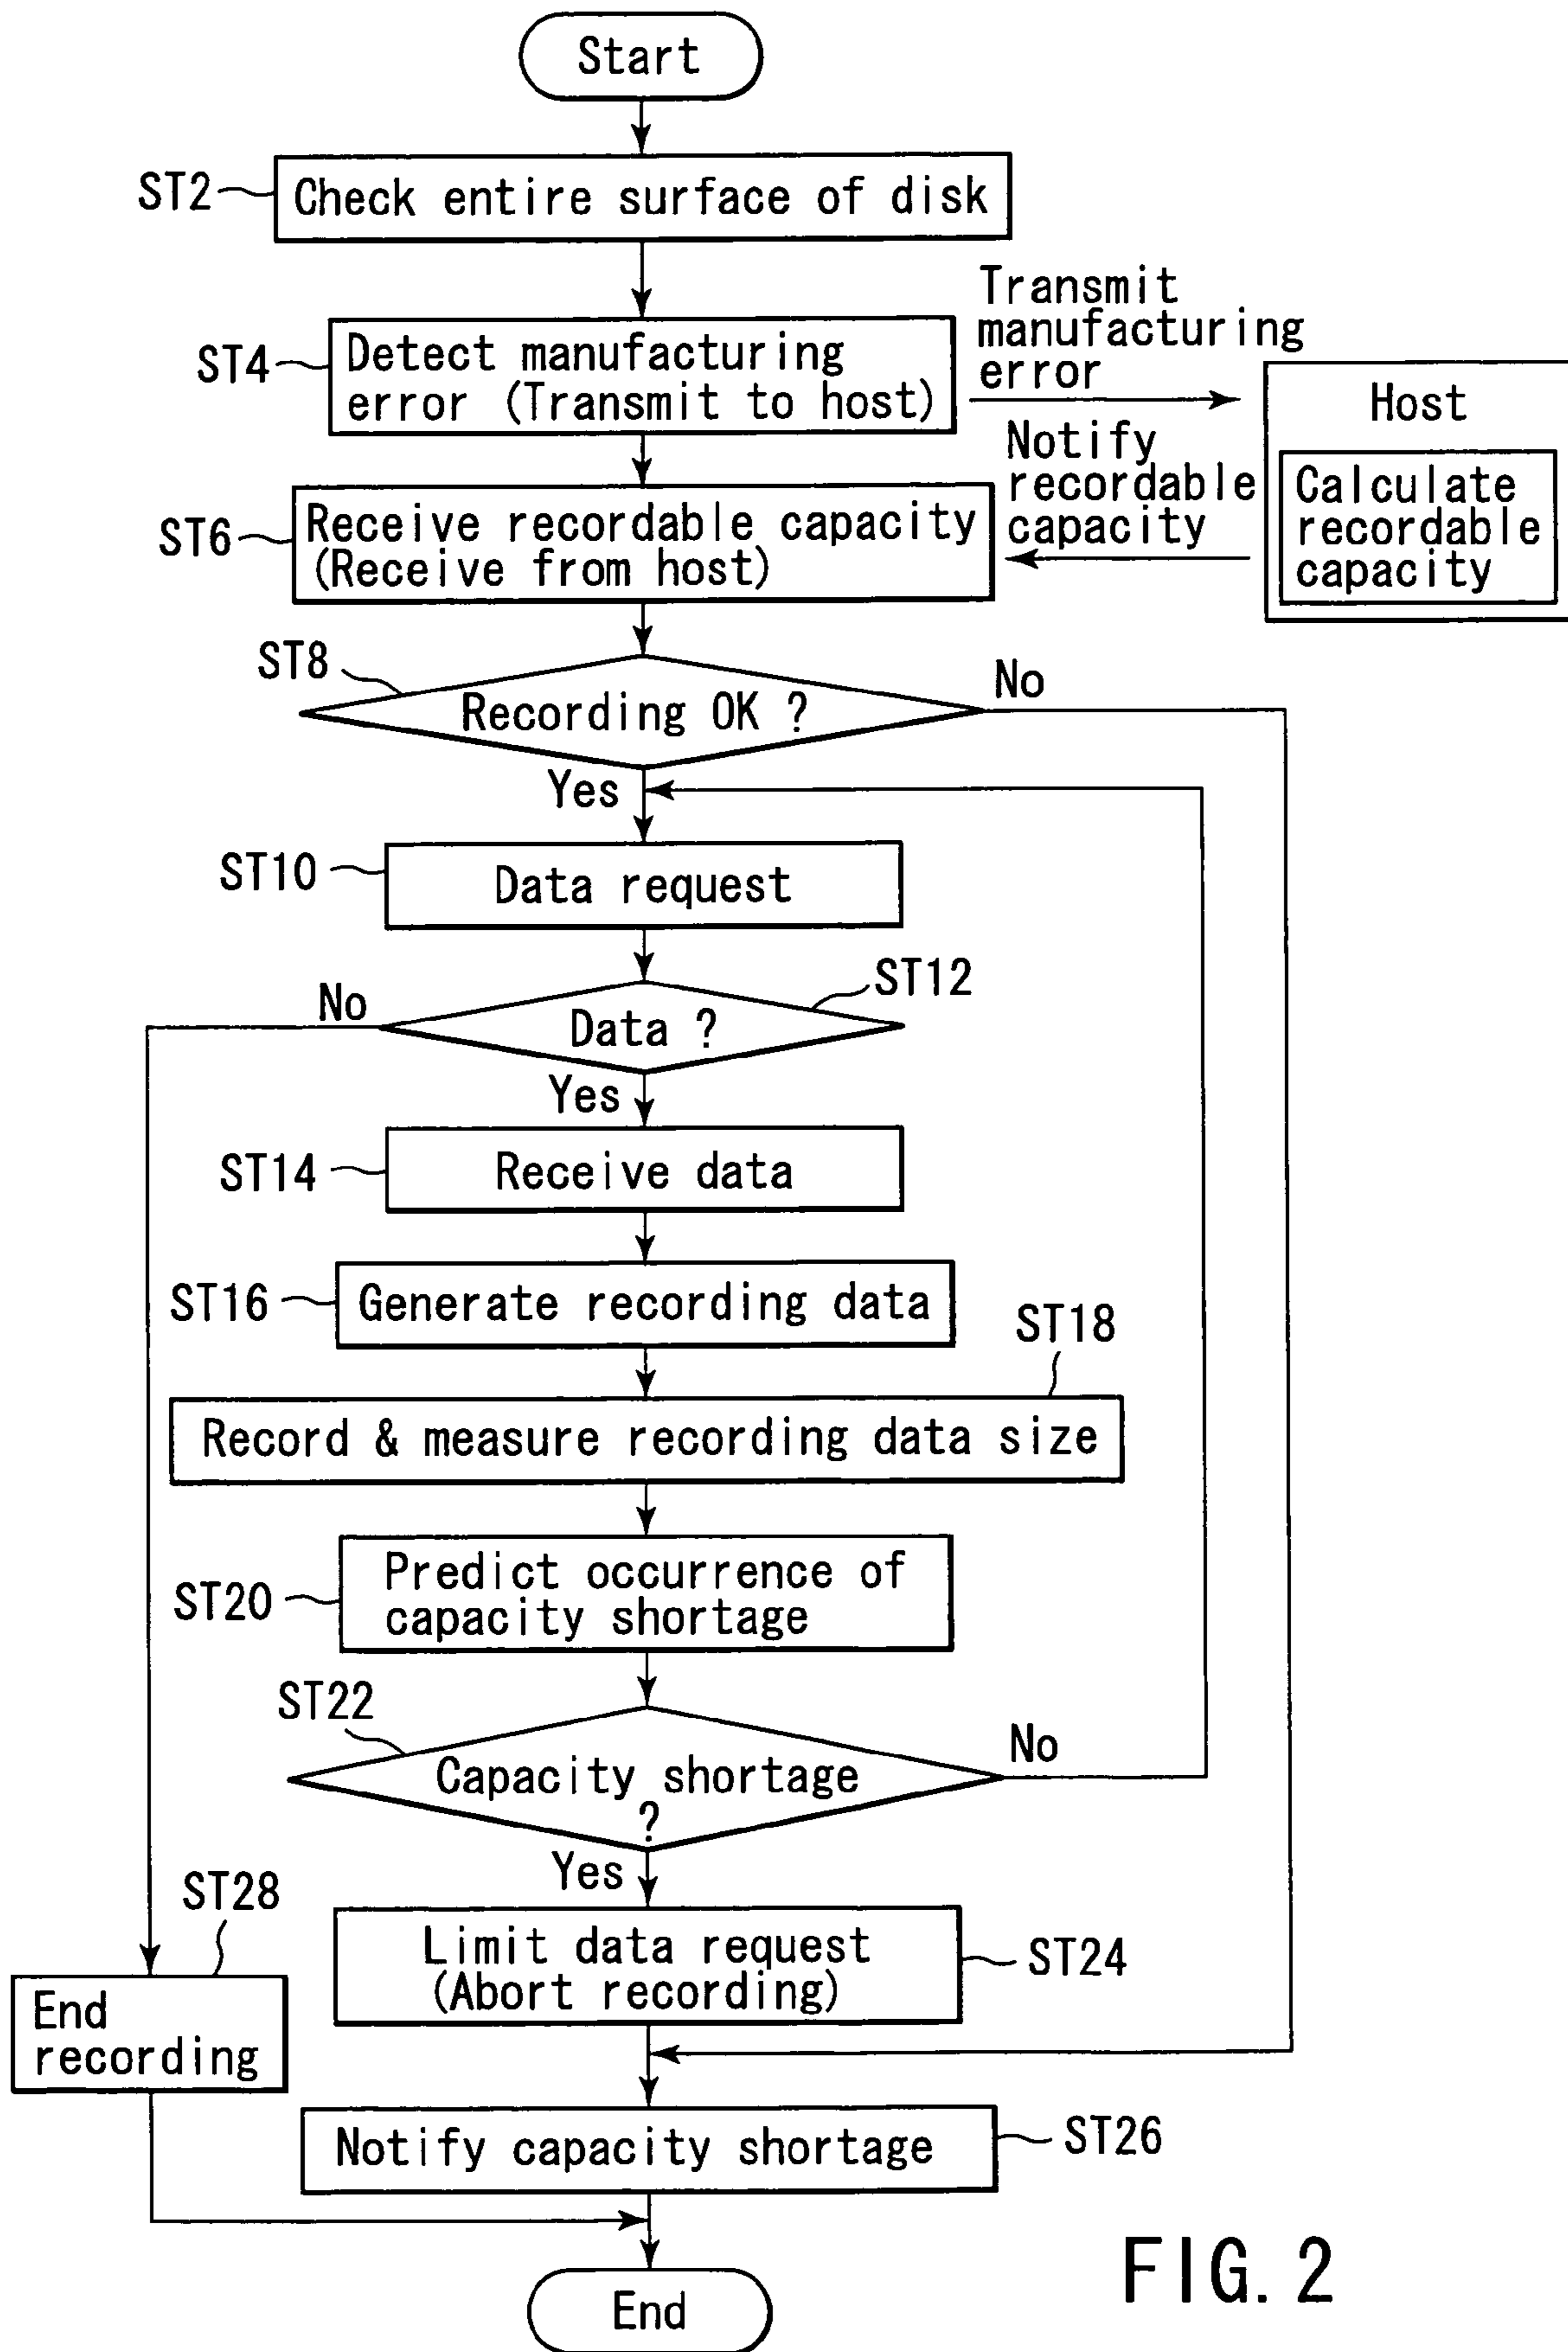 Start
ST2
Check entire surface of disk
ST4
Detect manufacturing
error (Transmit to host)
Transmit
manufacturing
error
Host
Notify
recordable
capacity
Calculate
recordable
capacity
ST6
Receive recordable capacity
(Receive from host)
ST8
Recording OK ?
No
Yes
ST10
Data request
ST12
No
Data ?
Yes
ST14
Receive data
ST16
Generate recording data
ST18
Record & measure recording data size
ST20
Predict occurrence of
capacity shortage
ST22
Capacity shortage
?
No
Yes
ST28
End
recording
Limit data request
(Abort recording)
ST24
Notify capacity shortage
ST26
End
FIG. 2